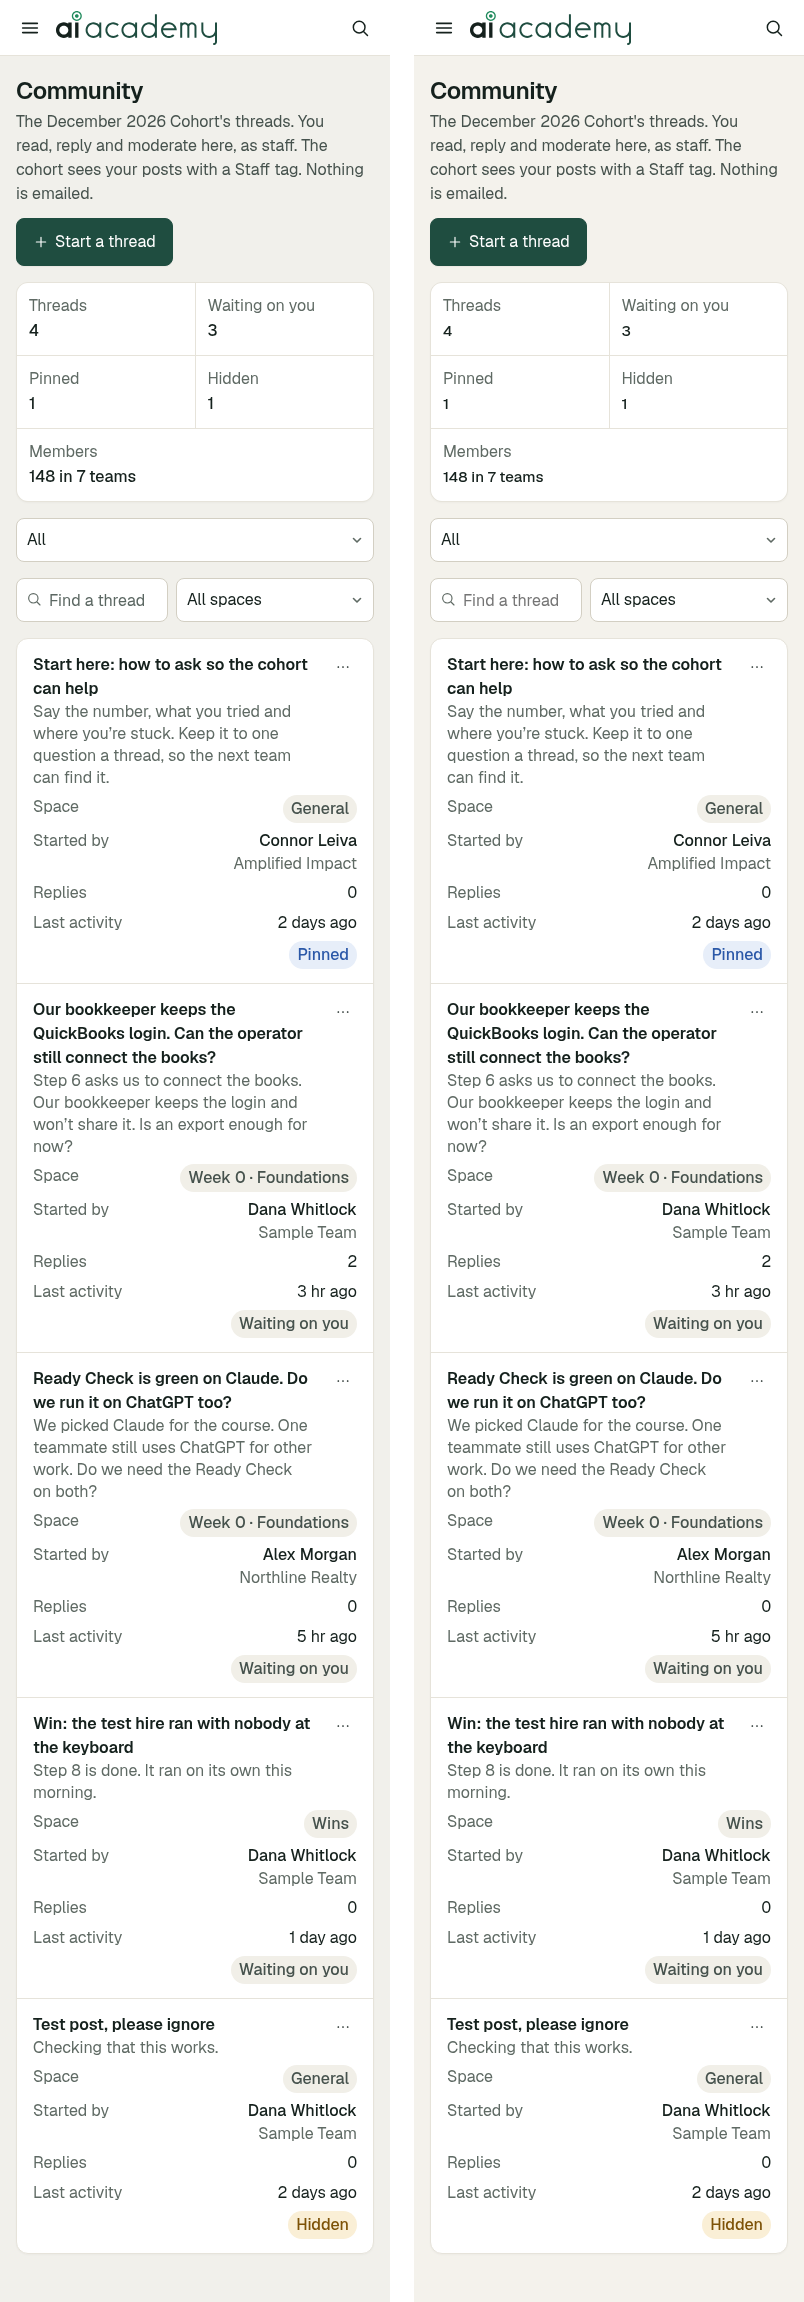 ai academy
Community
The December 2026 Cohort's threads. You
read, reply and moderate here, as staff. The
cohort sees your posts with a Staff tag. Nothing
is emailed.
+ Start a thread
Threads
4
Waiting on you
3
Pinned
1
Hidden
1
Members
148 in 7 teams
All
Find a thread
All spaces
Start here: how to ask so the cohort
can help
...
Say the number, what you tried and
where you’re stuck. Keep it to one
question a thread, so the next team
can find it.
Space General
Started by Connor Leiva
Amplified Impact
Replies 0
Last activity 2 days ago
Pinned
Our bookkeeper keeps the
QuickBooks login. Can the operator
still connect the books?
...
Step 6 asks us to connect the books.
Our bookkeeper keeps the login and
won’t share it. Is an export enough for
now?
Space Week 0 · Foundations
Started by Dana Whitlock
Sample Team
Replies 2
Last activity 3 hr ago
Waiting on you
Ready Check is green on Claude. Do
we run it on ChatGPT too?
...
We picked Claude for the course. One
teammate still uses ChatGPT for other
work. Do we need the Ready Check
on both?
Space Week 0 · Foundations
Started by Alex Morgan
Northline Realty
Replies 0
Last activity 5 hr ago
Waiting on you
Win: the test hire ran with nobody at
the keyboard
...
Step 8 is done. It ran on its own this
morning.
Space Wins
Started by Dana Whitlock
Sample Team
Replies 0
Last activity 1 day ago
Waiting on you
Test post, please ignore
...
Checking that this works.
Space General
Started by Dana Whitlock
Sample Team
Replies 0
Last activity 2 days ago
Hidden
ai academy
Community
The December 2026 Cohort's threads. You
read, reply and moderate here, as staff. The
cohort sees your posts with a Staff tag. Nothing
is emailed.
+ Start a thread
Threads
4
Waiting on you
3
Pinned
1
Hidden
1
Members
148 in 7 teams
All
Find a thread
All spaces
Start here: how to ask so the cohort
can help
...
Say the number, what you tried and
where you’re stuck. Keep it to one
question a thread, so the next team
can find it.
Space General
Started by Connor Leiva
Amplified Impact
Replies 0
Last activity 2 days ago
Pinned
Our bookkeeper keeps the
QuickBooks login. Can the operator
still connect the books?
...
Step 6 asks us to connect the books.
Our bookkeeper keeps the login and
won’t share it. Is an export enough for
now?
Space Week 0 · Foundations
Started by Dana Whitlock
Sample Team
Replies 2
Last activity 3 hr ago
Waiting on you
Ready Check is green on Claude. Do
we run it on ChatGPT too?
...
We picked Claude for the course. One
teammate still uses ChatGPT for other
work. Do we need the Ready Check
on both?
Space Week 0 · Foundations
Started by Alex Morgan
Northline Realty
Replies 0
Last activity 5 hr ago
Waiting on you
Win: the test hire ran with nobody at
the keyboard
...
Step 8 is done. It ran on its own this
morning.
Space Wins
Started by Dana Whitlock
Sample Team
Replies 0
Last activity 1 day ago
Waiting on you
Test post, please ignore
...
Checking that this works.
Space General
Started by Dana Whitlock
Sample Team
Replies 0
Last activity 2 days ago
Hidden